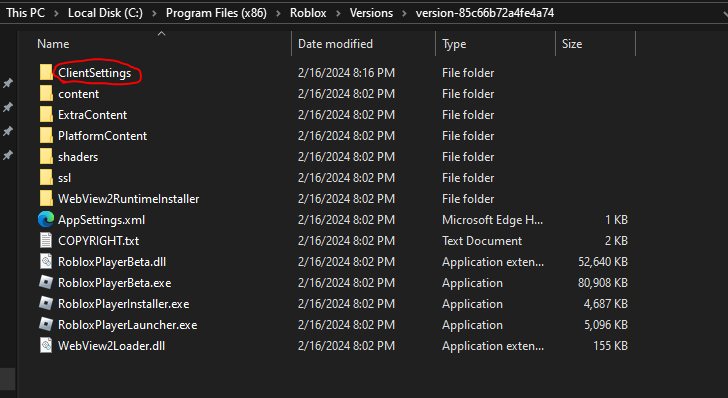 This PC > Local Disk (C:) > Program Files (x86) > Roblox > Versions > version-85c66b72a4fe4a74
Name Date modified Type Size
ClientSettings 2/16/2024 8:16 PM File folder
content 2/16/2024 8:02 PM File folder
ExtraContent 2/16/2024 8:02 PM File folder
PlatformContent 2/16/2024 8:02 PM File folder
shaders 2/16/2024 8:02 PM File folder
ssl 2/16/2024 8:02 PM File folder
WebView2RuntimeInstaller 2/16/2024 8:02 PM File folder
AppSettings.xml 2/16/2024 8:02 PM Microsoft Edge H... 1 KB
COPYRIGHT.txt 2/16/2024 8:02 PM Text Document 2 KB
RobloxPlayerBeta.dll 2/16/2024 8:02 PM Application exten... 52,640 KB
RobloxPlayerBeta.exe 2/16/2024 8:02 PM Application 80,908 KB
RobloxPlayerInstaller.exe 2/16/2024 8:02 PM Application 4,687 KB
RobloxPlayerLauncher.exe 2/16/2024 8:02 PM Application 5,096 KB
WebView2Loader.dll 2/16/2024 8:02 PM Application exten... 155 KB